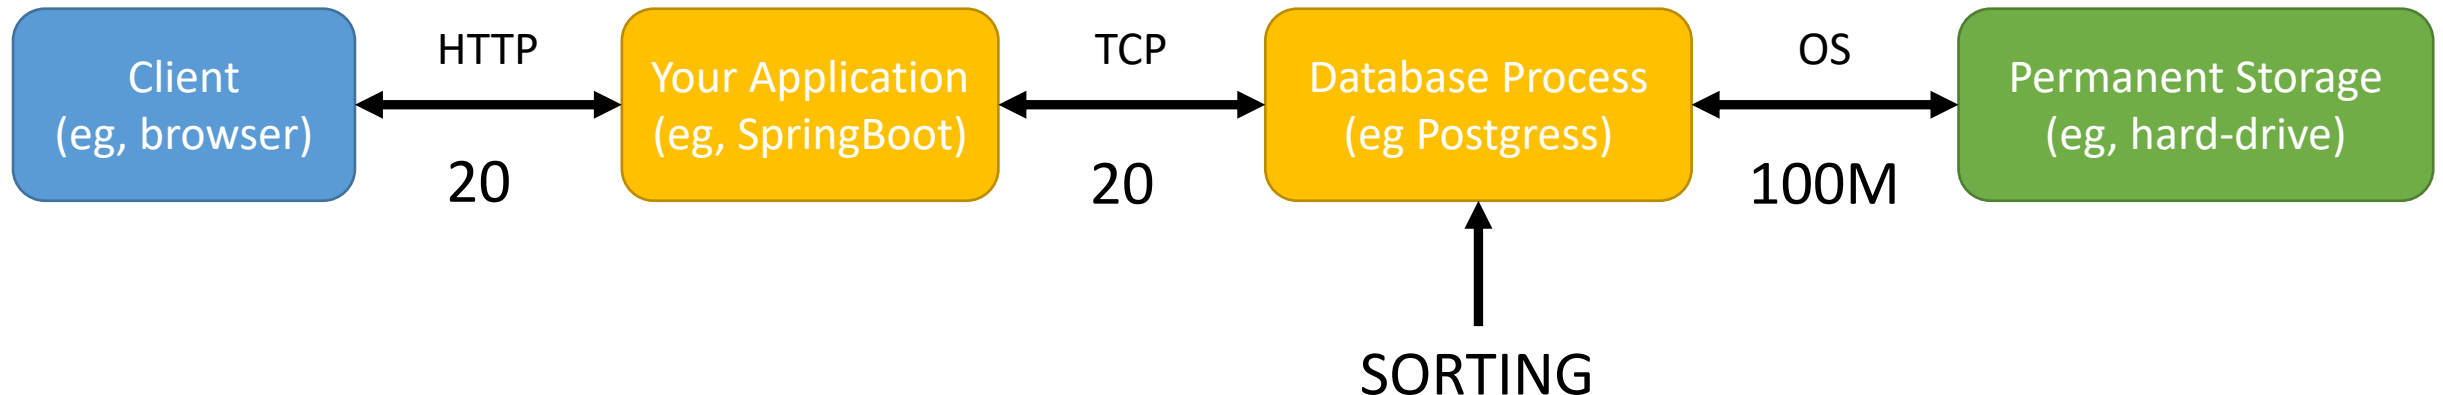 Client
(eg, browser)
HTTP
20
Your Application
(eg, SpringBoot)
TCP
20
Database Process
(eg Postgress)
OS
100M
Permanent Storage
(eg, hard-drive)
SORTING